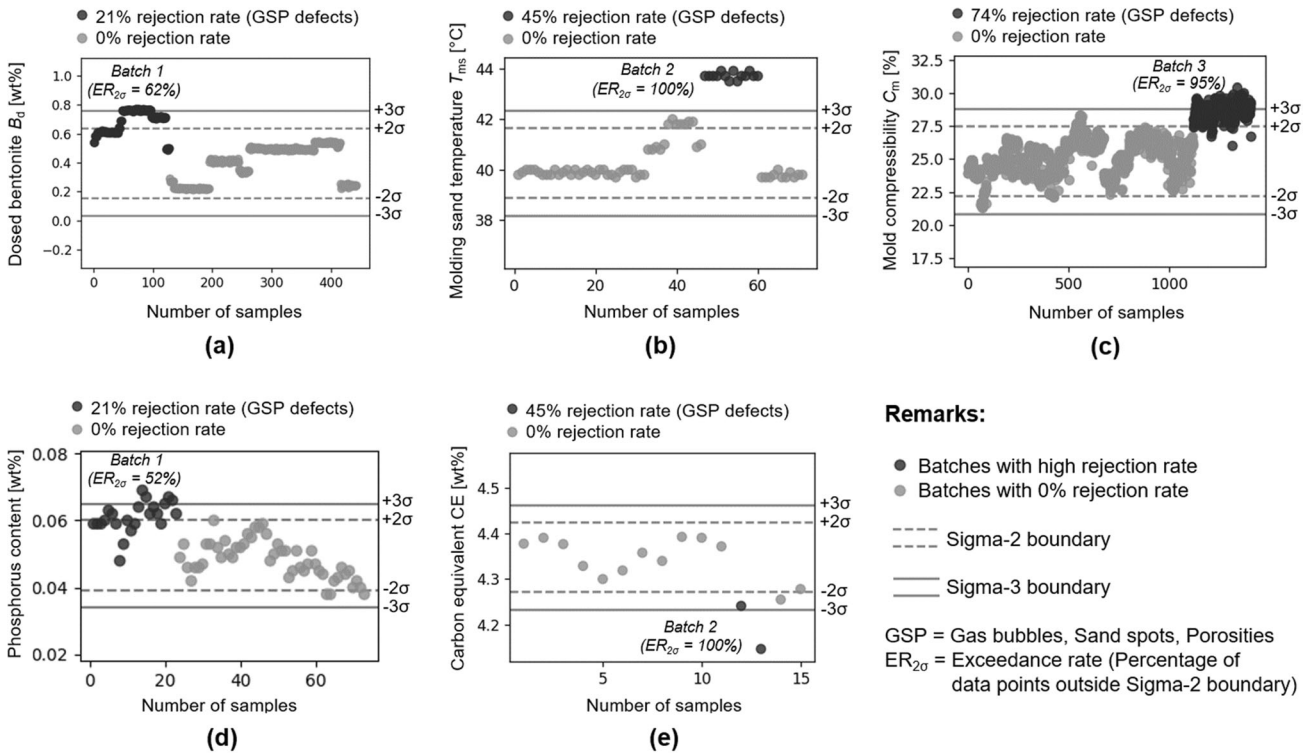 21% rejection rate (GSP defects)
0% rejection rate
Dosed bentonite Bd [wt%]
1.0
0.8
0.6
0.4
0.2
0.0
−0.2
Batch 1
(ER2σ = 62%)
+3σ
+2σ
-2σ
-3σ
0 100 200 300 400
Number of samples
(a)
45% rejection rate (GSP defects)
0% rejection rate
Molding sand temperature Tms [°C]
44
42
40
38
Batch 2
(ER2σ = 100%)
+3σ
+2σ
-2σ
-3σ
0 20 40 60
Number of samples
(b)
74% rejection rate (GSP defects)
0% rejection rate
Mold compressibility Cm [%]
32.5
30.0
27.5
25.0
22.5
20.0
17.5
Batch 3
(ER2σ = 95%)
+3σ
+2σ
-2σ
-3σ
0 500 1000
Number of samples
(c)
21% rejection rate (GSP defects)
0% rejection rate
Phosphorus content [wt%]
0.08
0.06
0.04
0.02
Batch 1
(ER2σ = 52%)
+3σ
+2σ
-2σ
-3σ
0 20 40 60
Number of samples
(d)
45% rejection rate (GSP defects)
0% rejection rate
Carbon equivalent CE [wt%]
4.5
4.4
4.3
4.2
+3σ
+2σ
-2σ
-3σ
Batch 2
(ER2σ = 100%)
5 10 15
Number of samples
(e)
Remarks:
Batches with high rejection rate
Batches with 0% rejection rate
Sigma-2 boundary
Sigma-3 boundary
GSP = Gas bubbles, Sand spots, Porosities
ER2σ = Exceedance rate (Percentage of
data points outside Sigma-2 boundary)